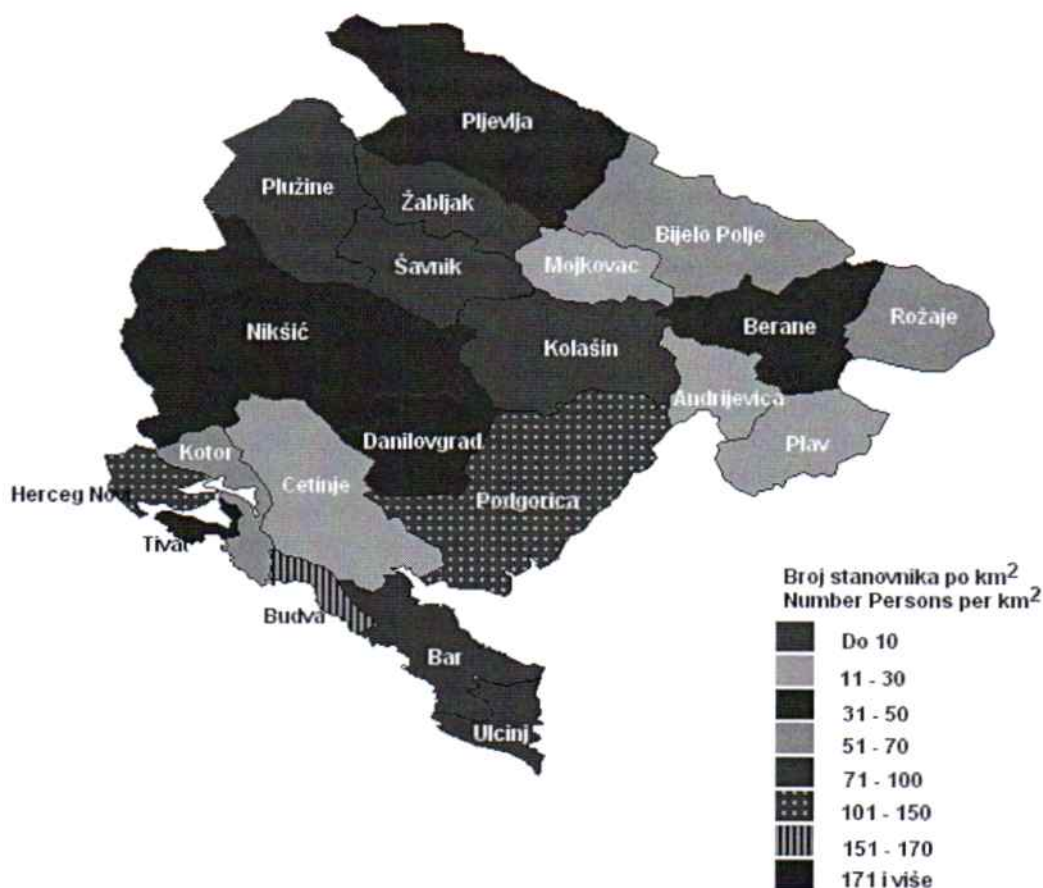 Pljevlja
Plužine
Žabljak
Bijelo Polje
Šavnik
Mojkovac
Rožaje
Nikšić
Berane
Kolašin
Andrijevica
Danilovgrad
Plav
Kotor
Cetinje
Herceg Novi
Podgorica
Tivat
Budva
Bar
Ulcinj
Broj stanovnika po km²
Number Persons per km²
Do 10
11 - 30
31 - 50
51 - 70
71 - 100
101 - 150
151 - 170
171 i više